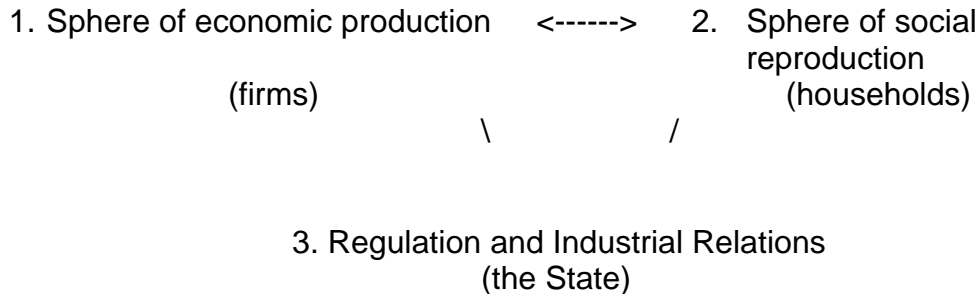 1. Sphere of economic production <------> 2. Sphere of social
reproduction
(firms) (households)
\ /
3. Regulation and Industrial Relations
(the State)